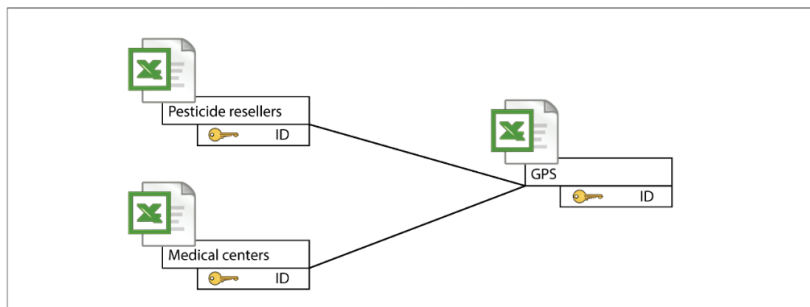 Pesticide resellers
ID
GPS
ID
Medical centers
ID